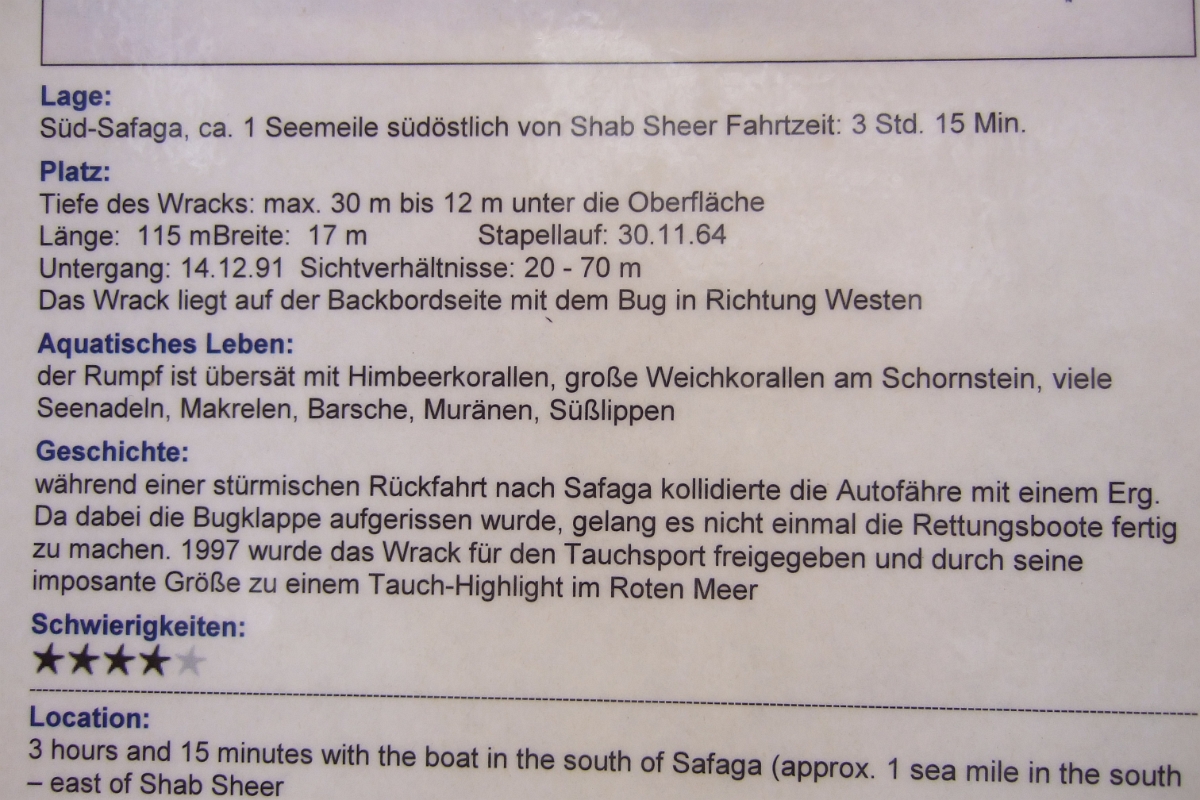 Lage:
Süd-Safaga, ca. 1 Seemeile südöstlich von Shab Sheer Fahrtzeit: 3 Std. 15 Min.
Platz:
Tiefe des Wracks: max. 30 m bis 12 m unter die Oberfläche
Länge: 115 mBreite: 17 m Stapellauf: 30.11.64
Untergang: 14.12.91 Sichtverhältnisse: 20 - 70 m
Das Wrack liegt auf der Backbordseite mit dem Bug in Richtung Westen
Aquatisches Leben:
der Rumpf ist übersät mit Himbeerkorallen, große Weichkorallen am Schornstein, viele
Seenadeln, Makrelen, Barsche, Muränen, Süßlippen
Geschichte:
während einer stürmischen Rückfahrt nach Safaga kollidierte die Autofähre mit einem Erg.
Da dabei die Bugklappe aufgerissen wurde, gelang es nicht einmal die Rettungsboote fertig
zu machen. 1997 wurde das Wrack für den Tauchsport freigegeben und durch seine
imposante Größe zu einem Tauch-Highlight im Roten Meer
Schwierigkeiten:
Location:
3 hours and 15 minutes with the boat in the south of Safaga (approx. 1 sea mile in the south
– east of Shab Sheer